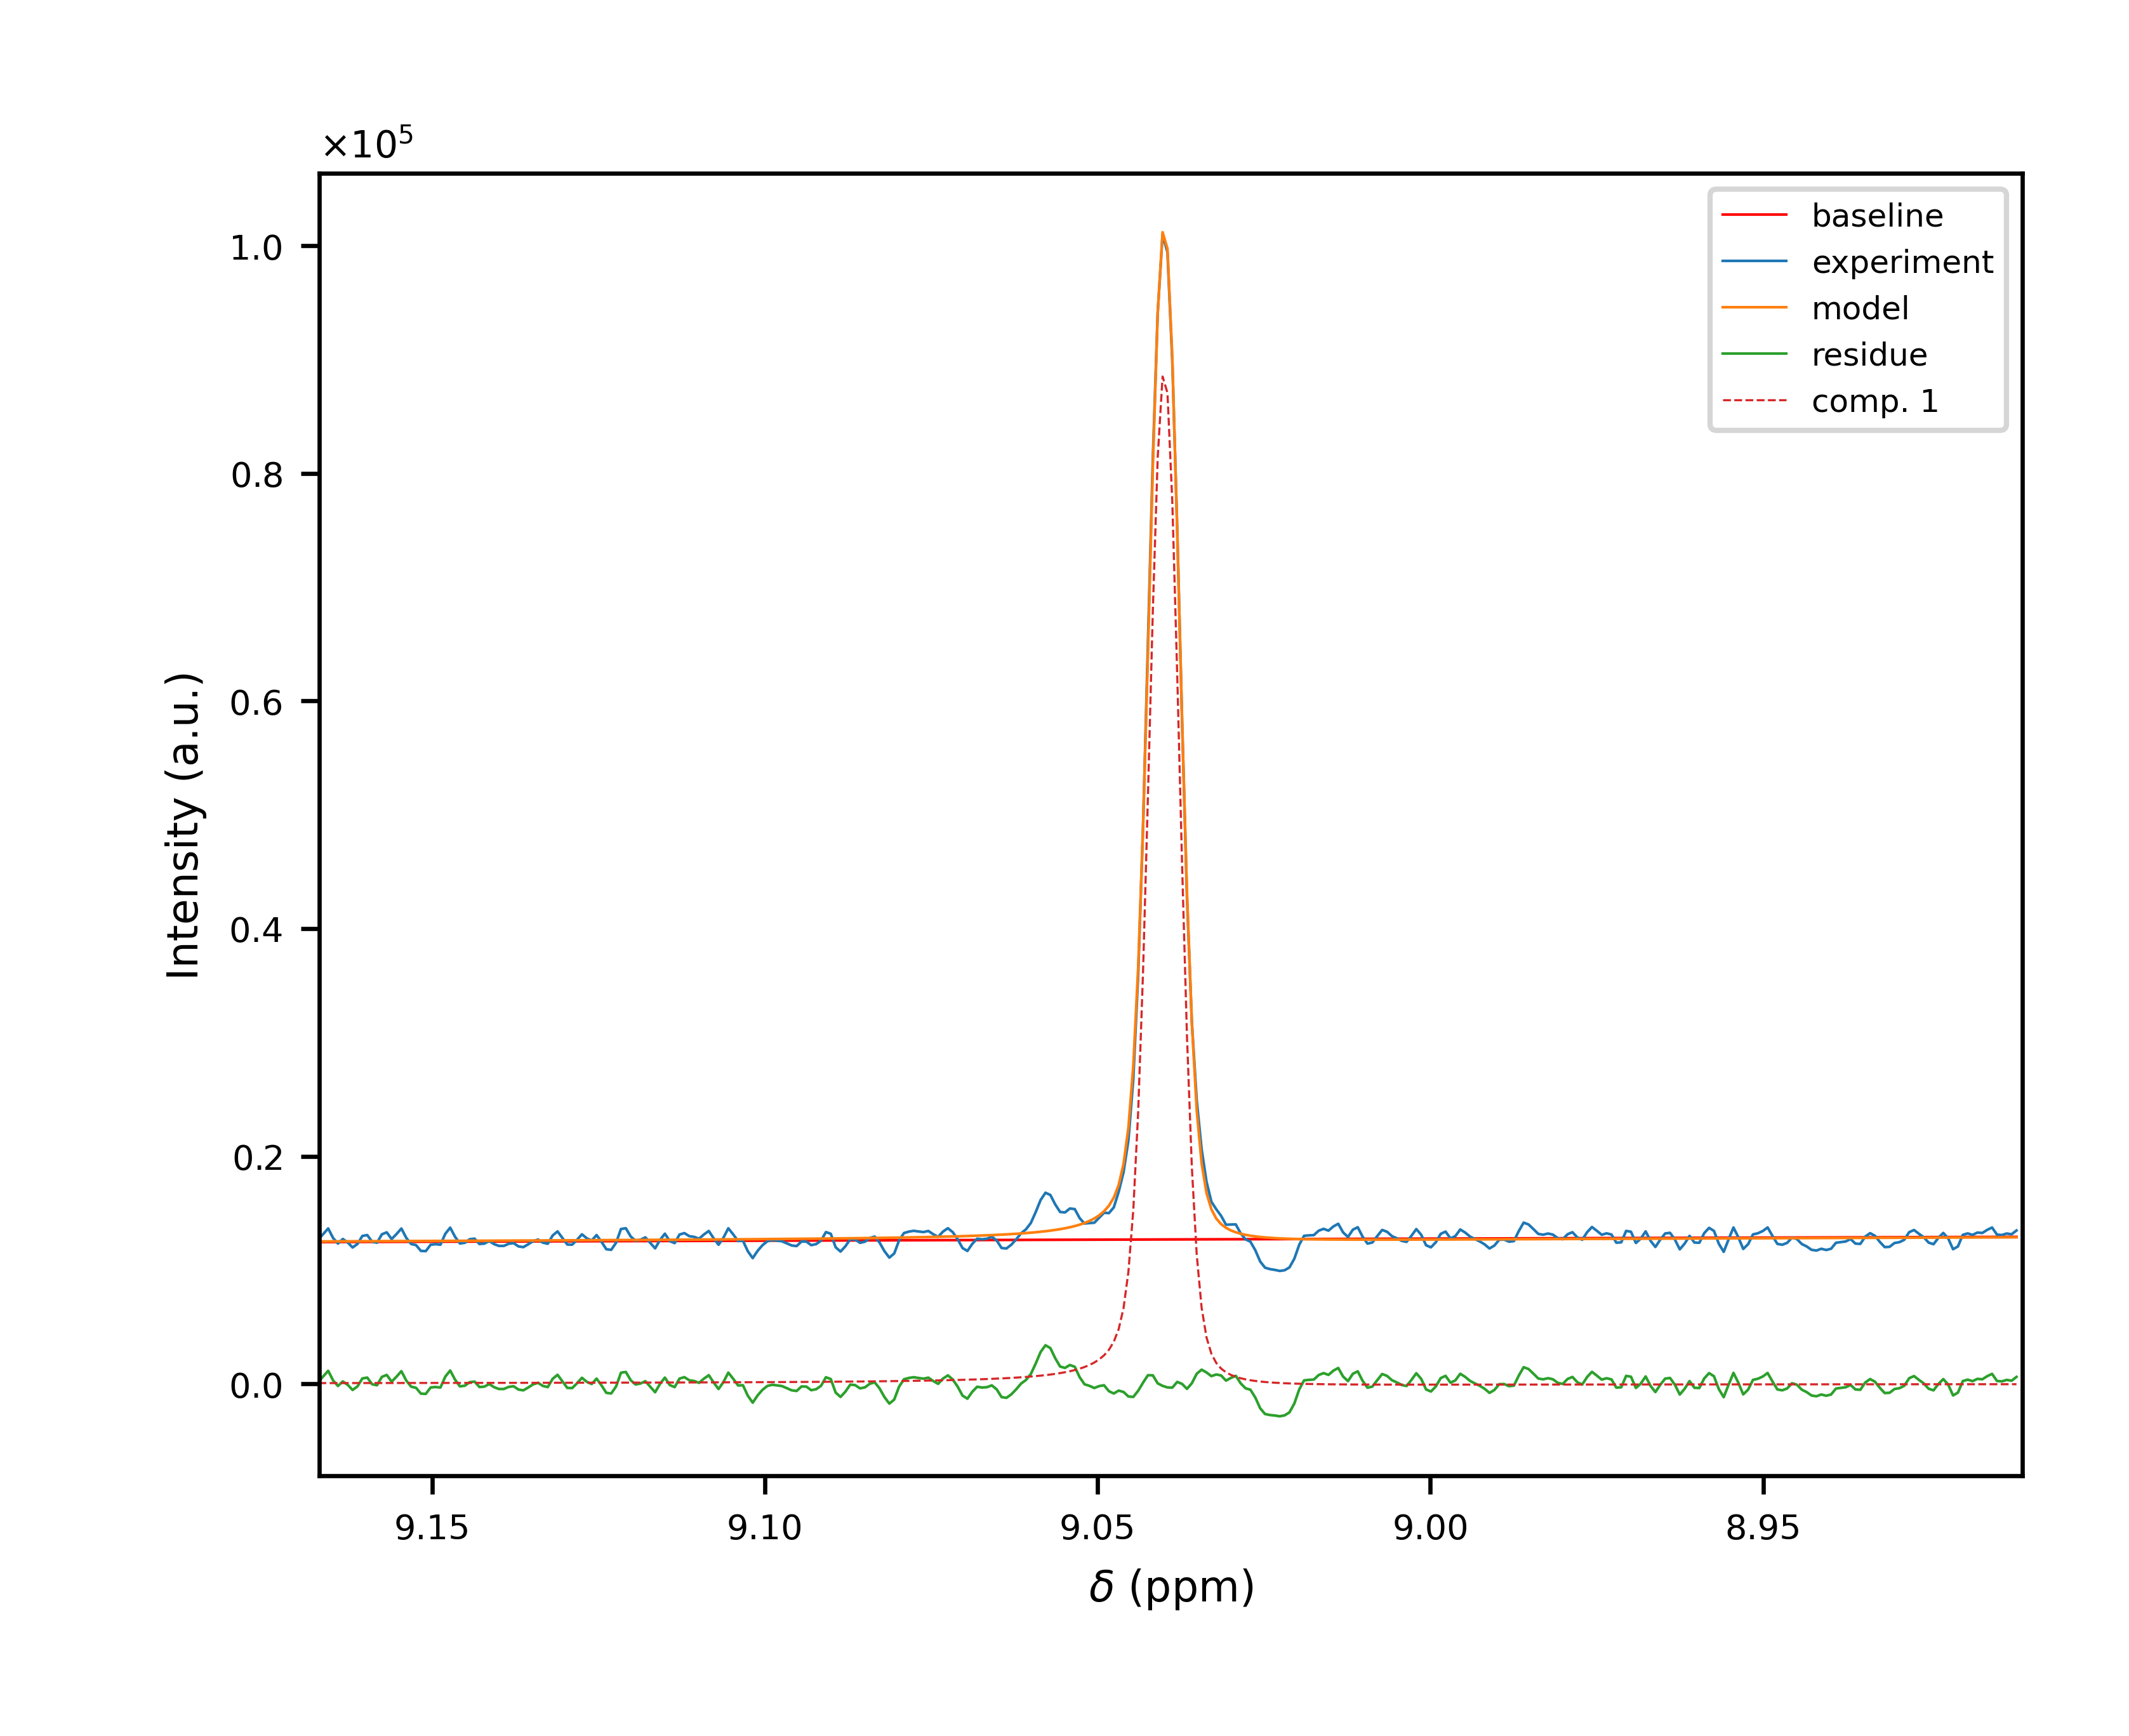 ×10⁵
1.0
0.8
0.6
0.4
0.2
0.0
Intensity (a.u.)
baseline
experiment
model
residue
comp. 1
9.15 9.10 9.05 9.00 8.95
δ (ppm)